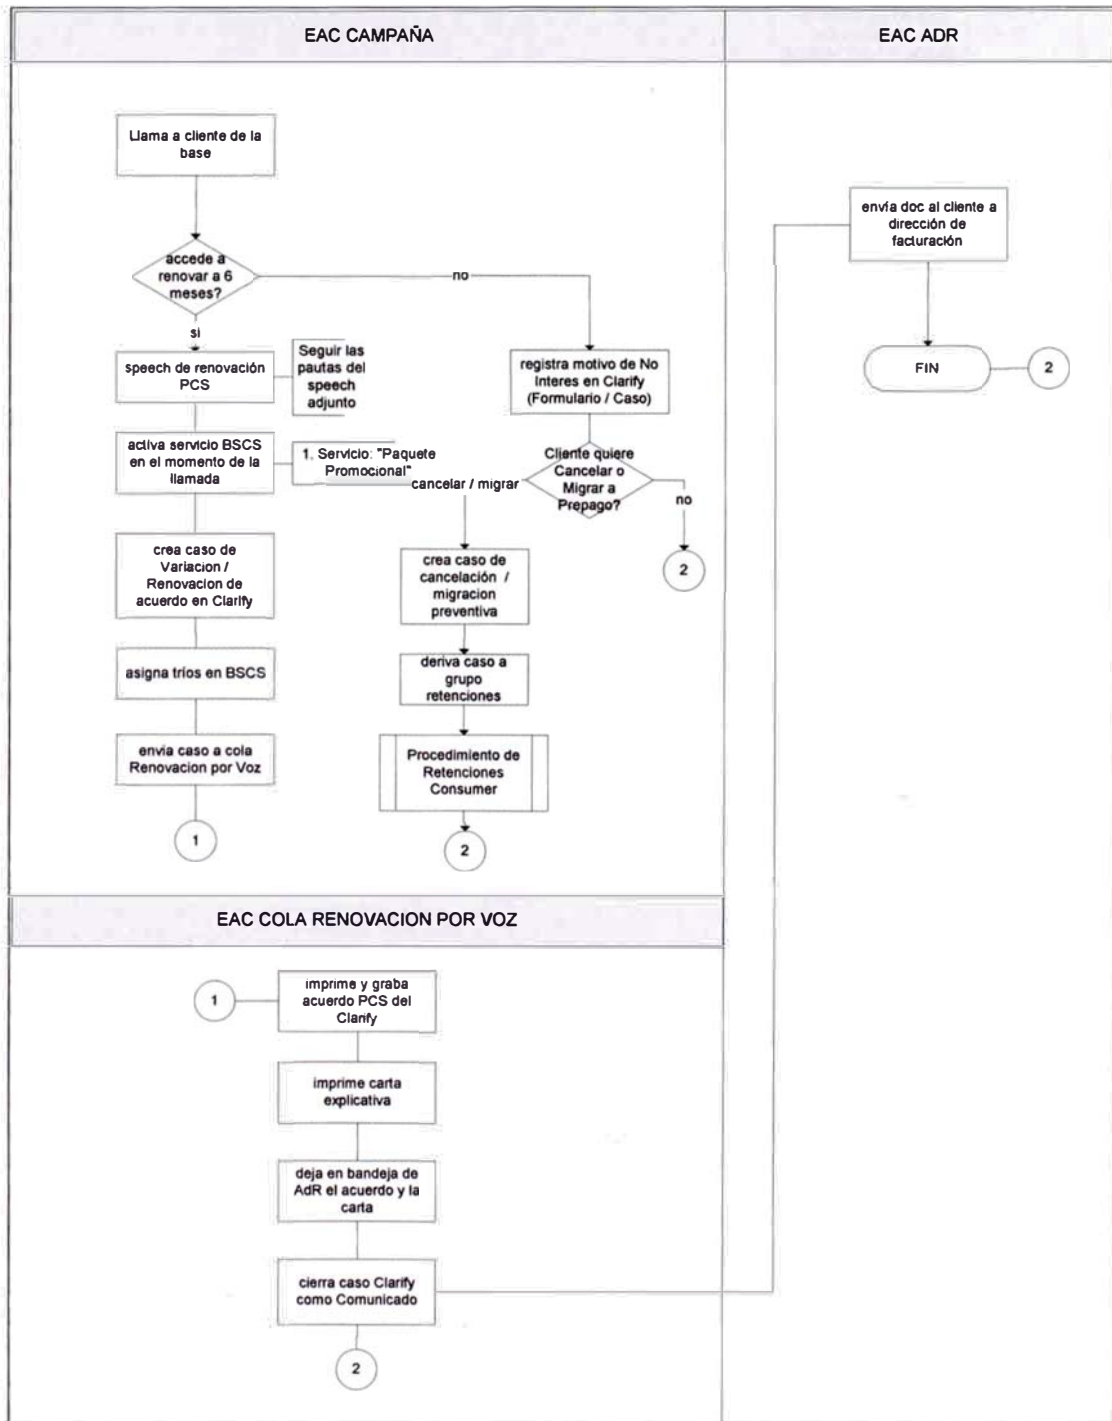 EAC CAMPAÑA
EAC ADR
Llama a cliente de la
base
accede a
renovar a 6
meses?
no
si
speech de renovación
PCS
Seguir las
pautas del
speech
adjunto
registra motivo de No
Interes en Clarify
(Formulario / Caso)
activa servicio BSCS
en el momento de la
llamada
1. Servicio: "Paquete
Promocional"
Cliente quiere
Cancelar o
Migrar a
Prepago?
cancelar / migrar
no
2
crea caso de
Variacion /
Renovacion de
acuerdo en Clarify
crea caso de
cancelación /
migracion
preventiva
asigna tríos en BSCS
deriva caso a
grupo
retenciones
envia caso a cola
Renovacion por Voz
Procedimiento de
Retenciones
Consumer
1
2
envía doc al cliente a
dirección de
facturación
FIN
2
EAC COLA RENOVACION POR VOZ
1
imprime y graba
acuerdo PCS del
Clarify
imprime carta
explicativa
deja en bandeja de
AdR el acuerdo y la
carta
cierra caso Clarify
como Comunicado
2